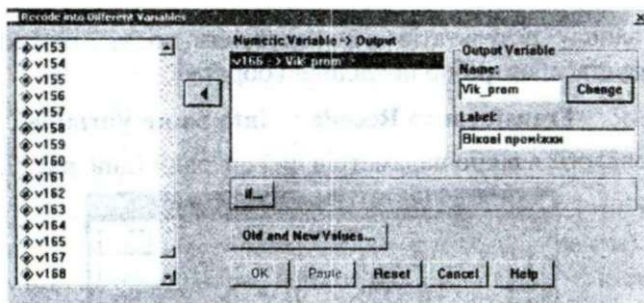 Recode into Different Variables
v153
v154
v155
v156
v157
v158
v159
v160
v161
v162
v163
v164
v165
v167
v168
Numeric Variable -> Output
v166 -> Vik_prom
Output Variable
Name:
Vik_prom
Change
Label:
Вікові проміжки
If...
Old and New Values...
OK
Paste
Reset
Cancel
Help